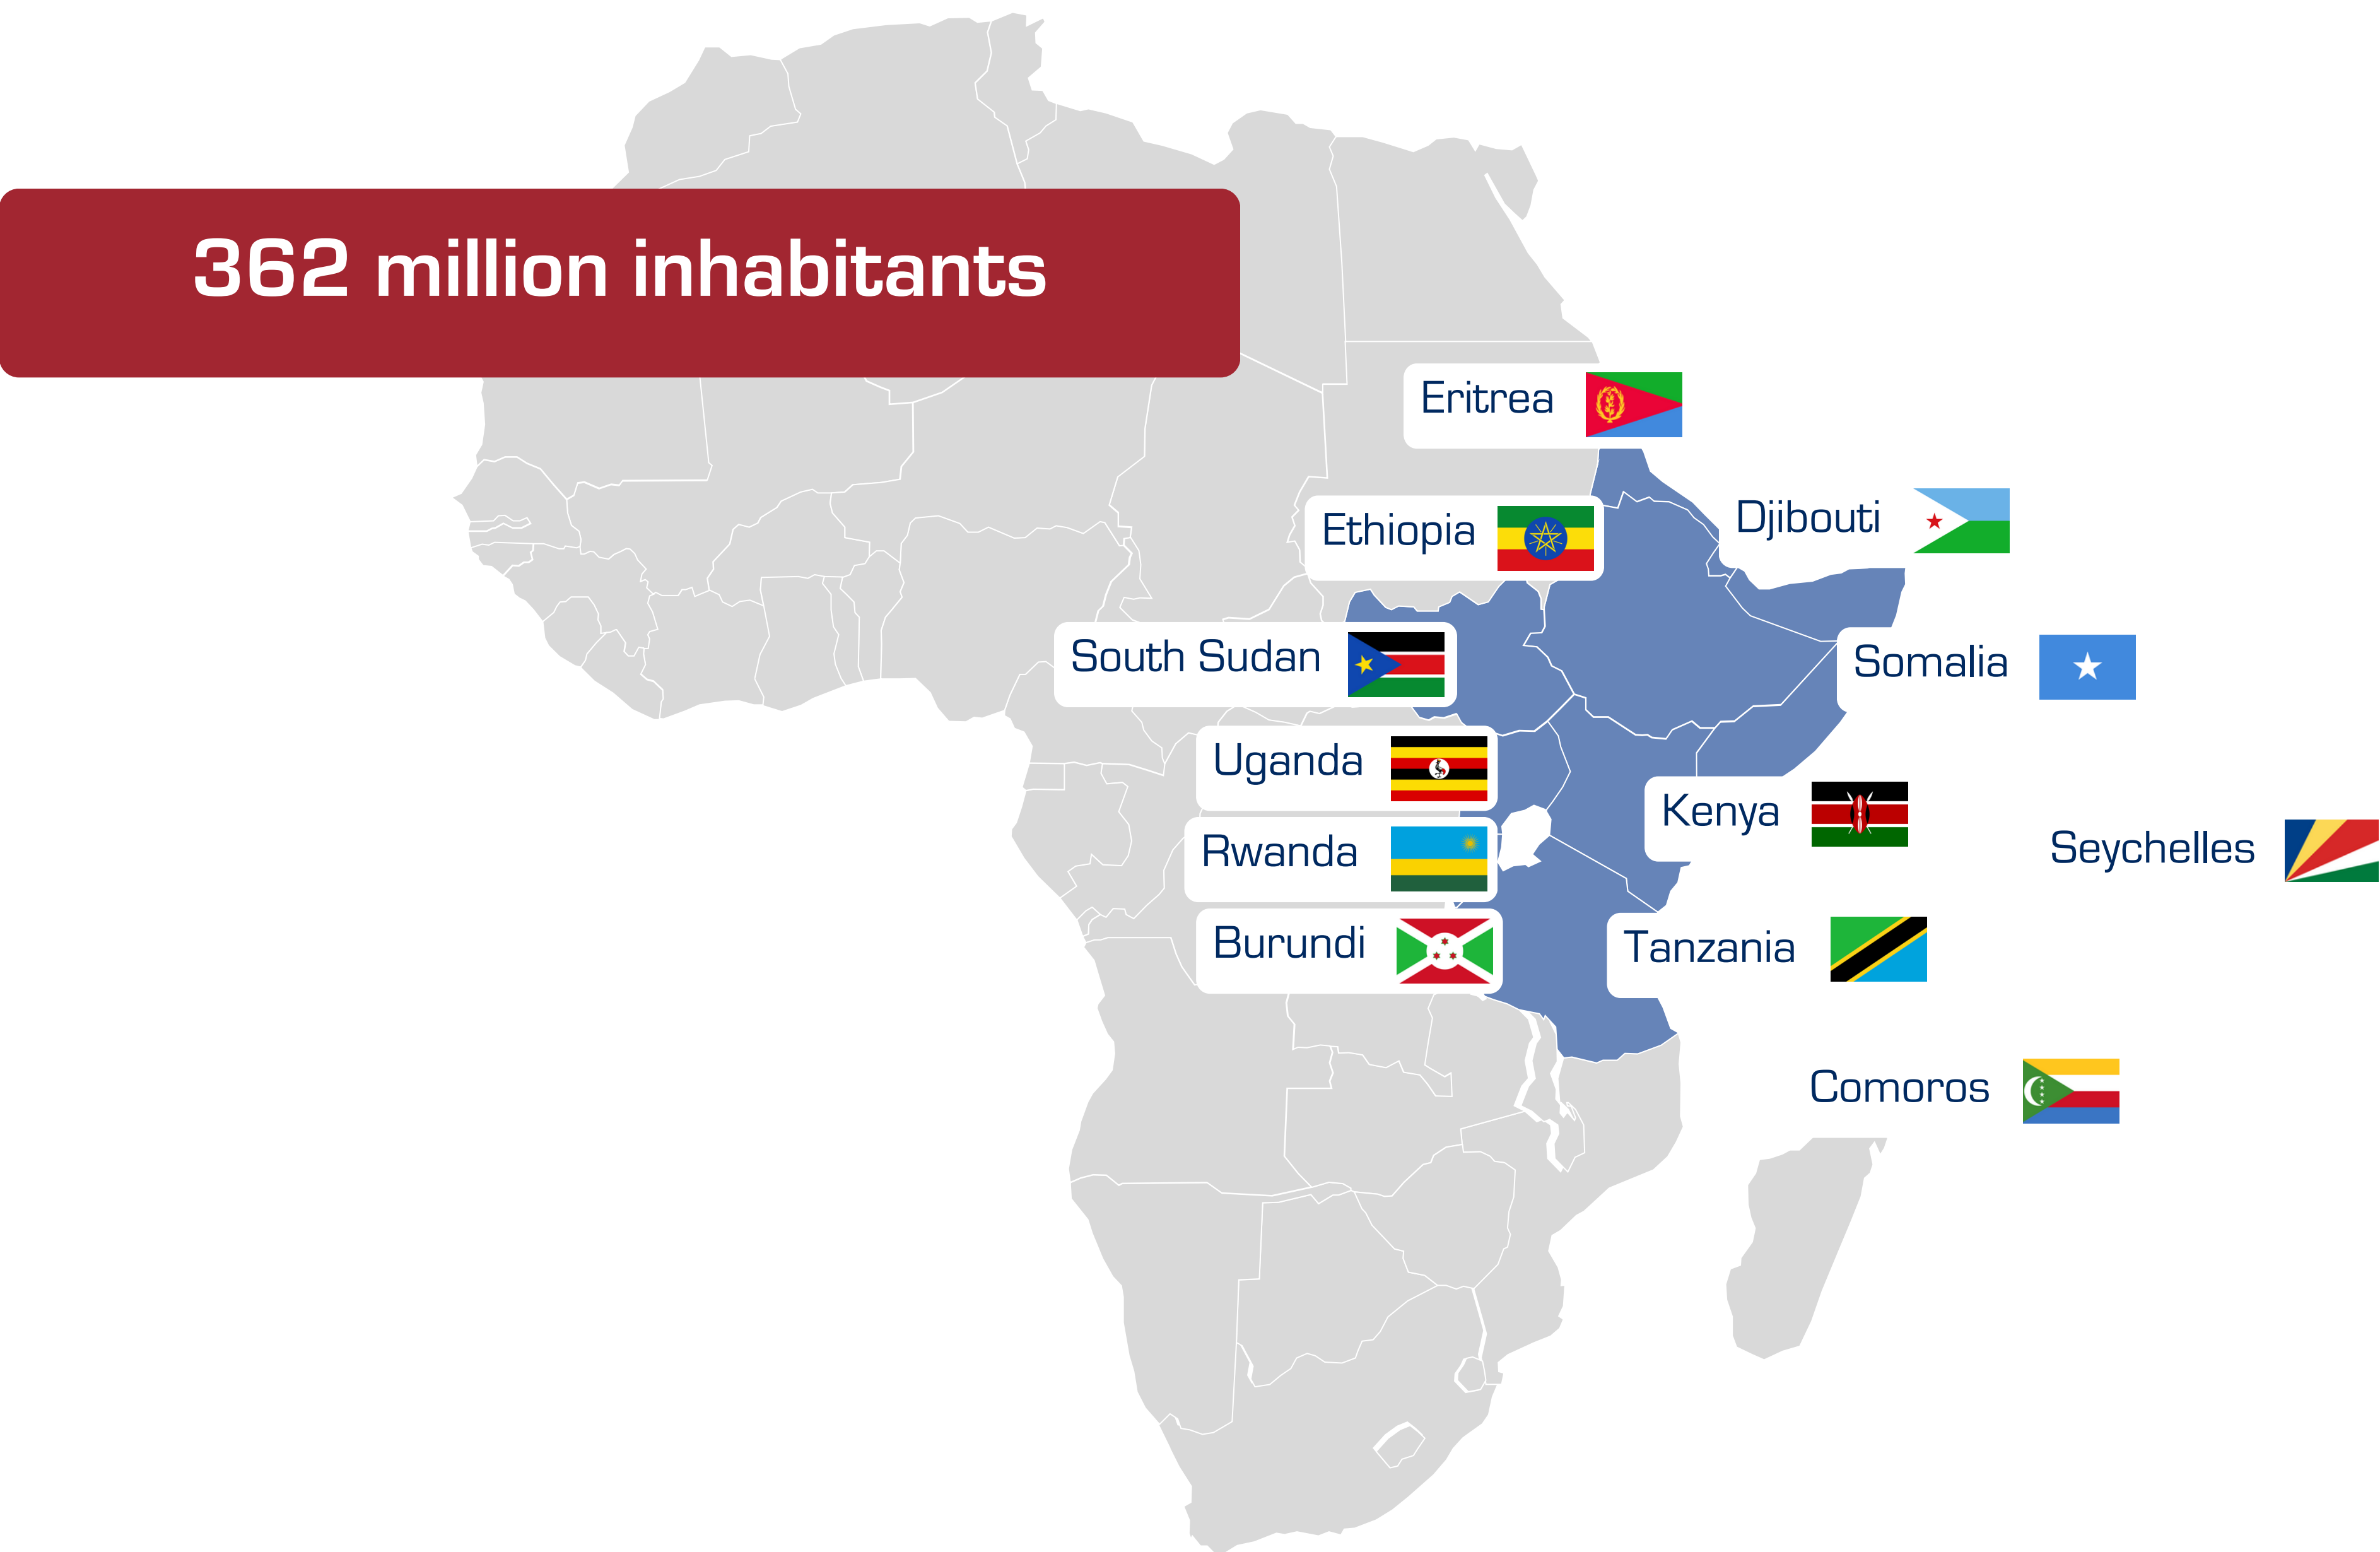 362 million inhabitants
Eritrea
Djibouti
Ethiopia
South Sudan
Somalia
Uganda
Kenya
Rwanda
Seychelles
Burundi
Tanzania
Comoros